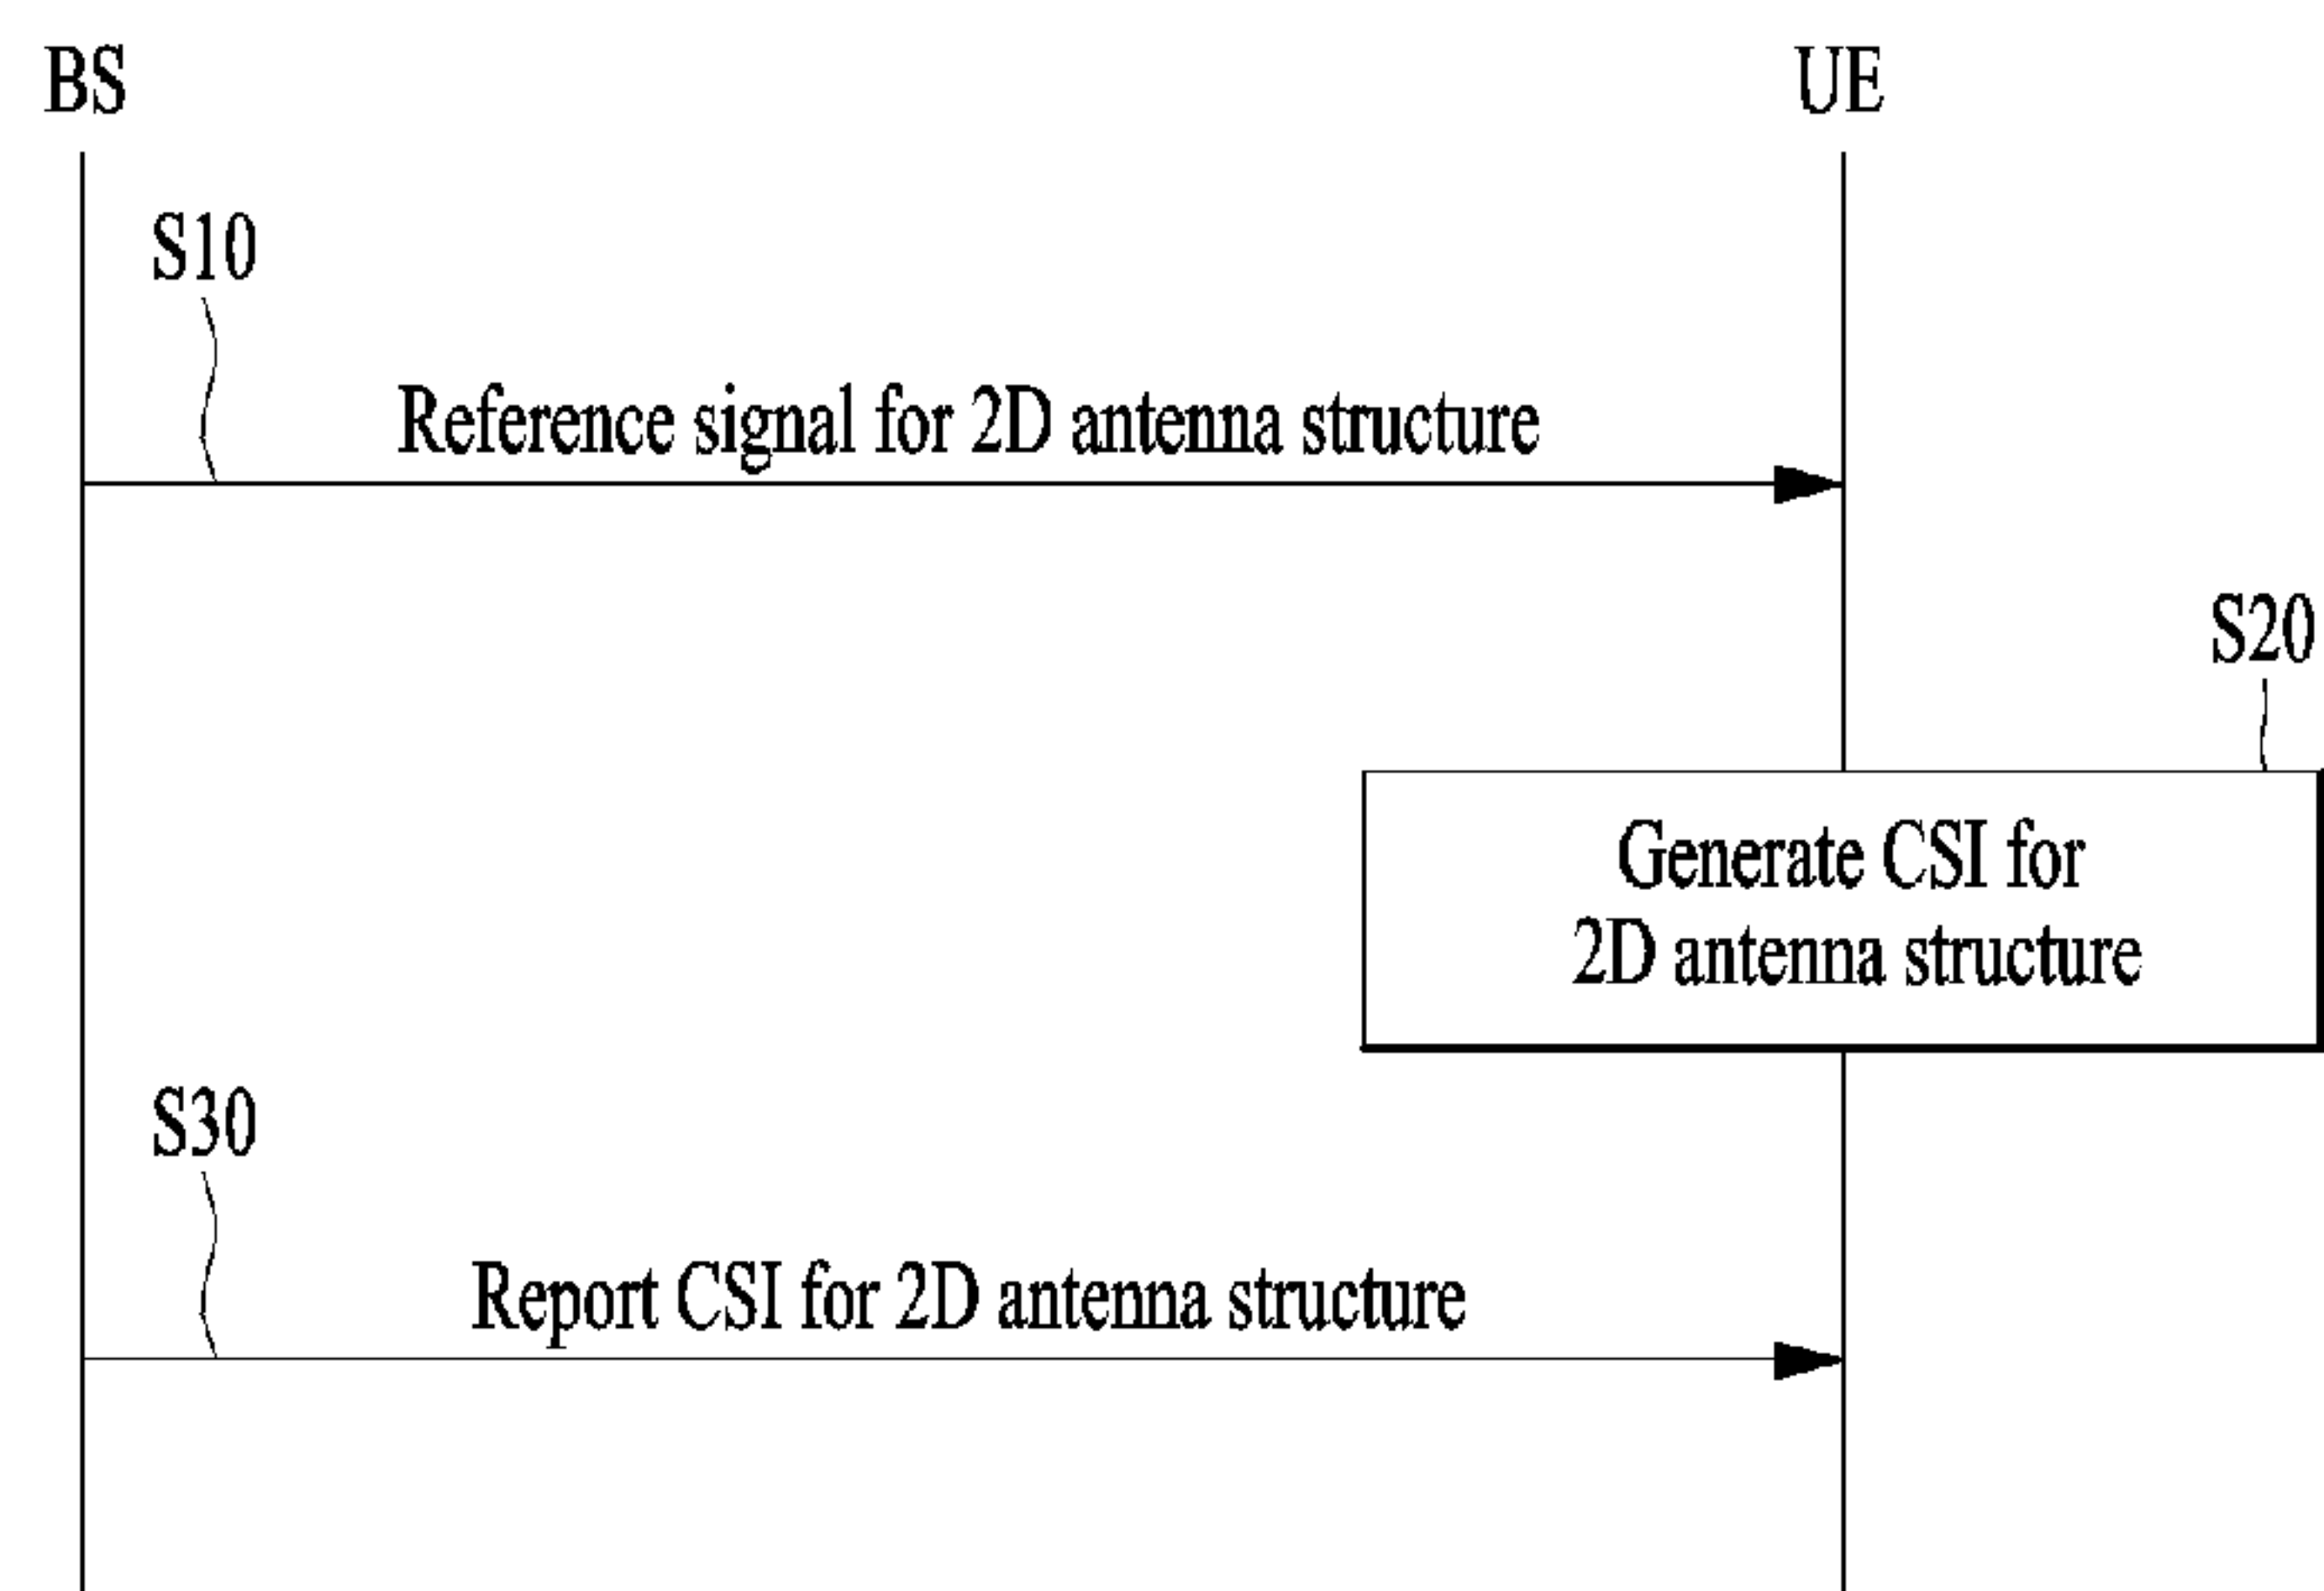 BS
UE
S10
Reference signal for 2D antenna structure
S20
Generate CSI for
2D antenna structure
S30
Report CSI for 2D antenna structure